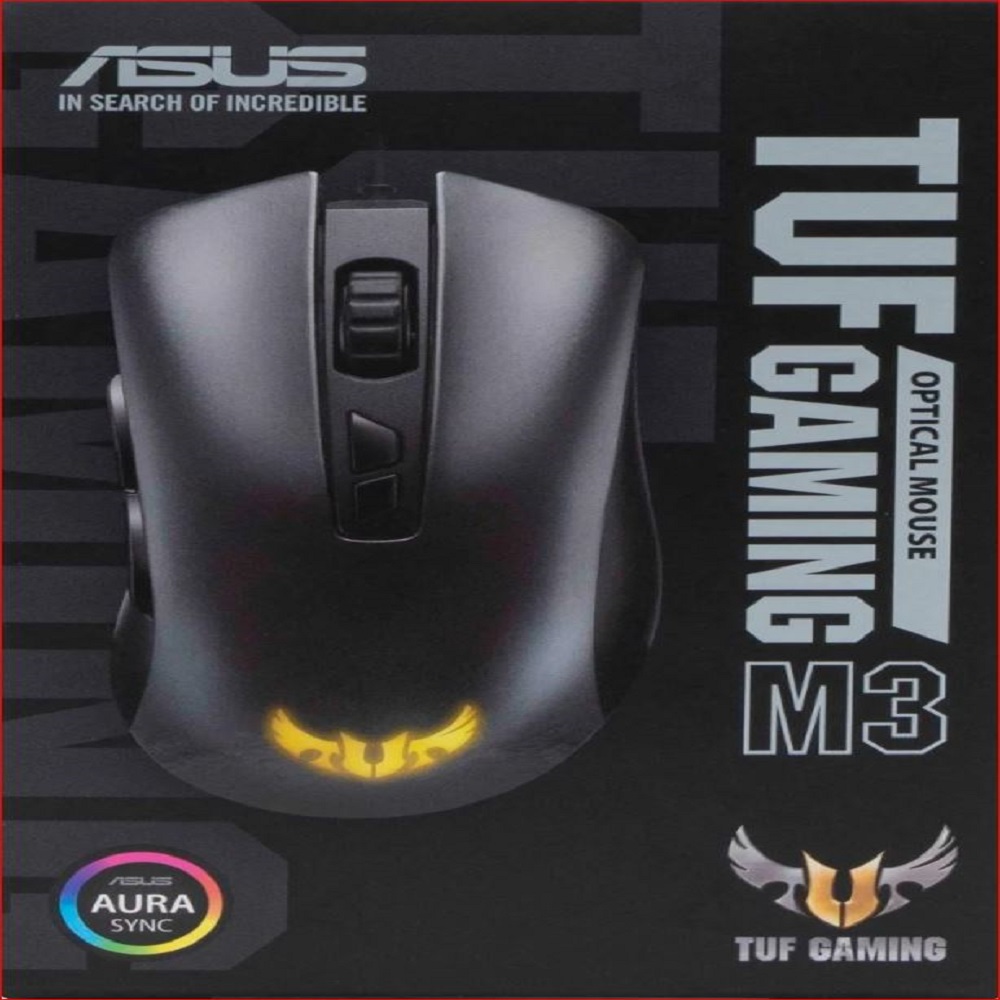 ASUS
IN SEARCH OF INCREDIBLE
TUF GAMING
OPTICAL MOUSE
M3
ASUS
AURA
SYNC
TUF GAMING